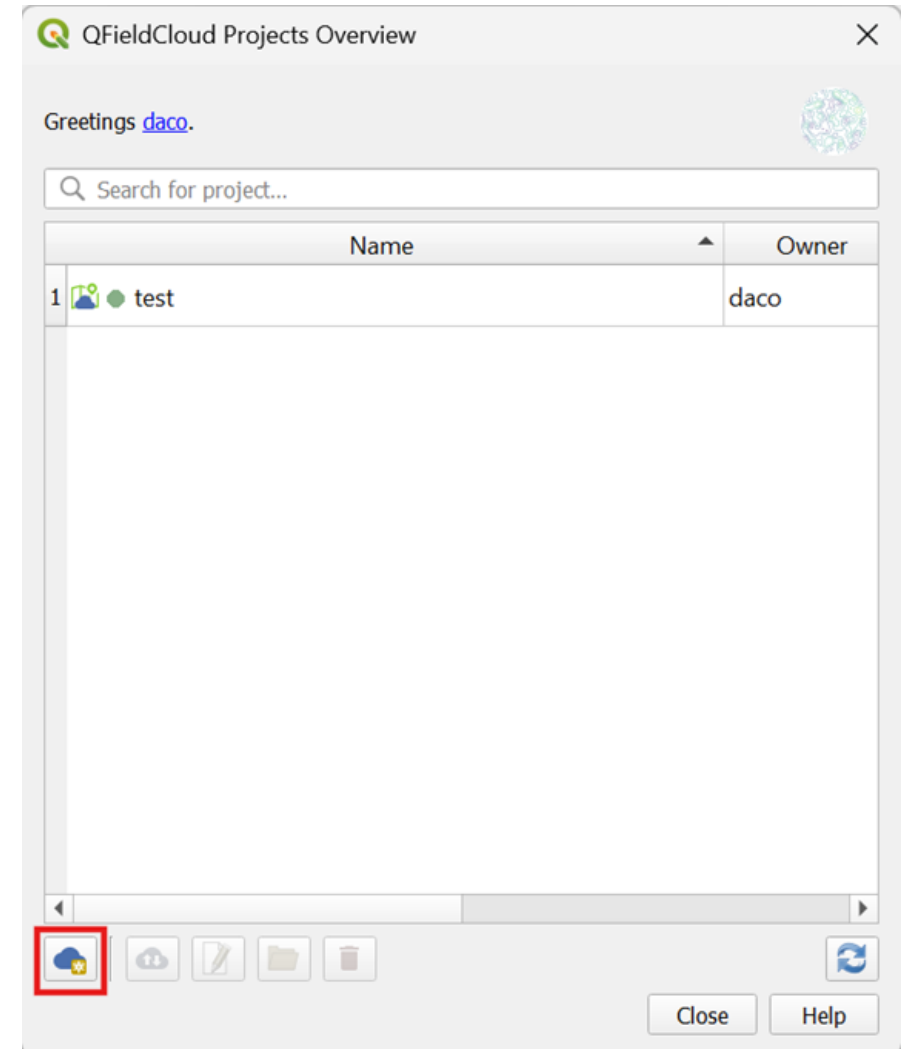 QFieldCloud Projects Overview
Greetings daco.
Search for project...
Name Owner
1 test daco
Close Help